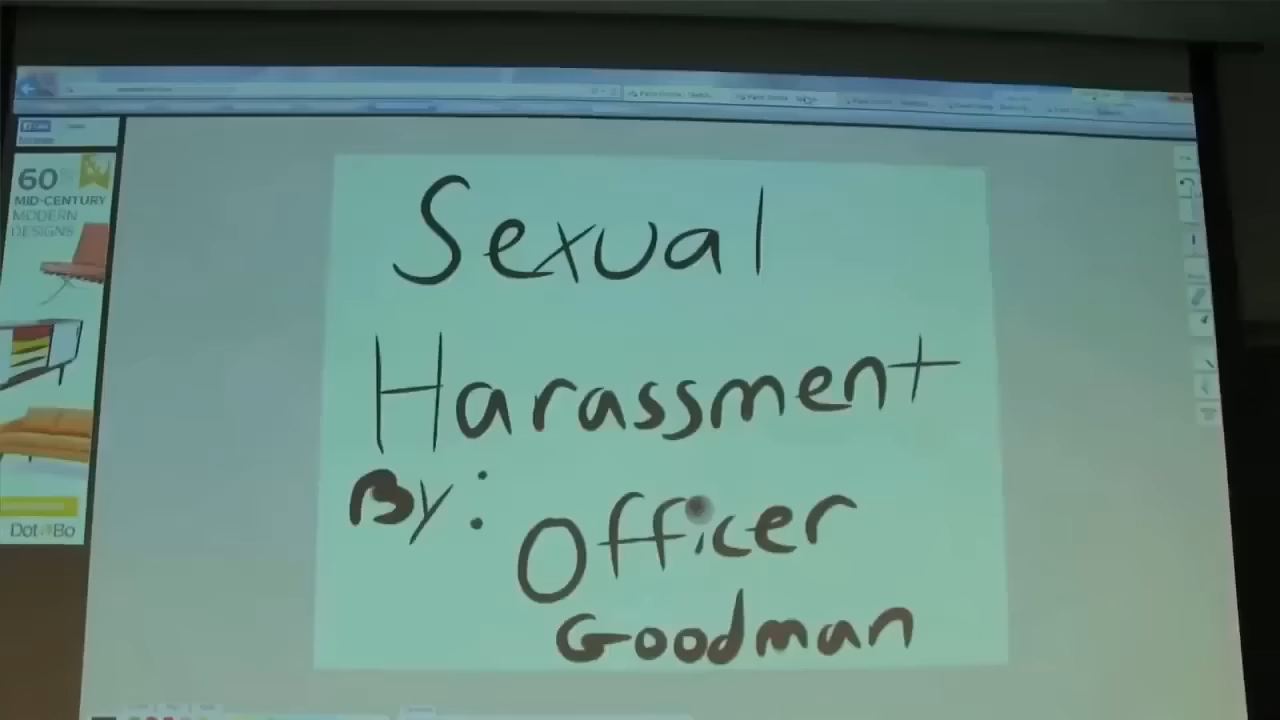 60%
MID-CENTURY
MODERN
DESIGNS
Dot & Bo
Sexual
Harassment
By: Officer
Goodman